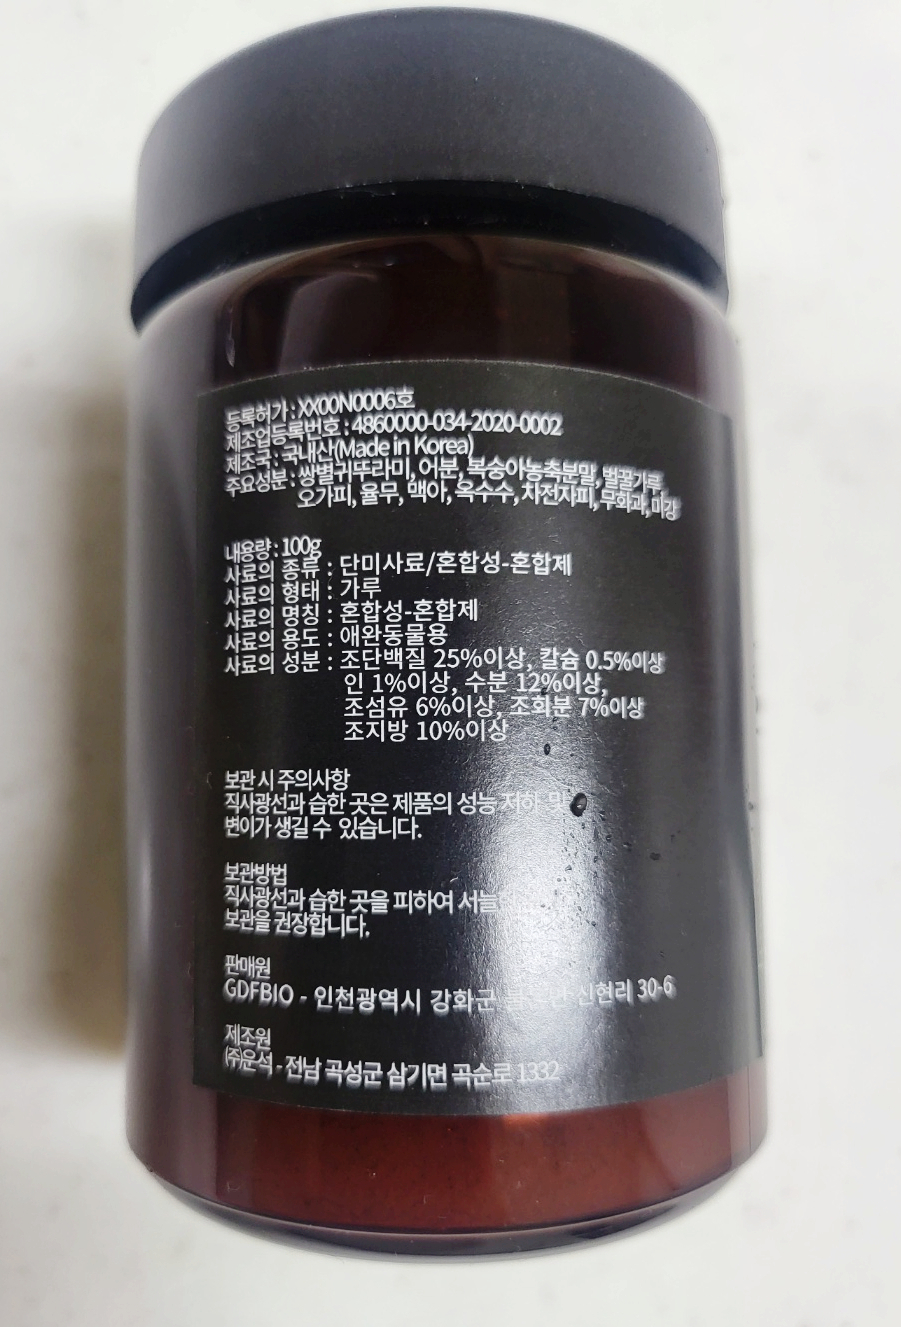 등록허가 : XX00N0006호
제조업등록번호 : 4860000-034-2020-0002
제조국 : 국내산(Made in Korea)
주요성분 : 쌍별귀뚜라미, 어분, 복숭아농축분말, 벌꿀가루,
오가피, 율무, 맥아, 옥수수, 차전자피, 무화과, 미강
내용량 : 100g
사료의 종류 : 단미사료/혼합성-혼합제
사료의 형태 : 가루
사료의 명칭 : 혼합성-혼합제
사료의 용도 : 애완동물용
사료의 성분 : 조단백질 25%이상, 칼슘 0.5%이상
인 1%이상, 수분 12%이상,
조섬유 6%이상, 조회분 7%이상
조지방 10%이상
보관 시 주의사항
직사광선과 습한 곳은 제품의 성능 저하 및
변이가 생길 수 있습니다.
보관방법
직사광선과 습한 곳을 피하여
보관을 권장합니다.
판매원
GDFBIO - 인천광역시 강화군 신현리 30-6
제조원
(주)운석 - 전남 곡성군 삼기면 곡순로 1332